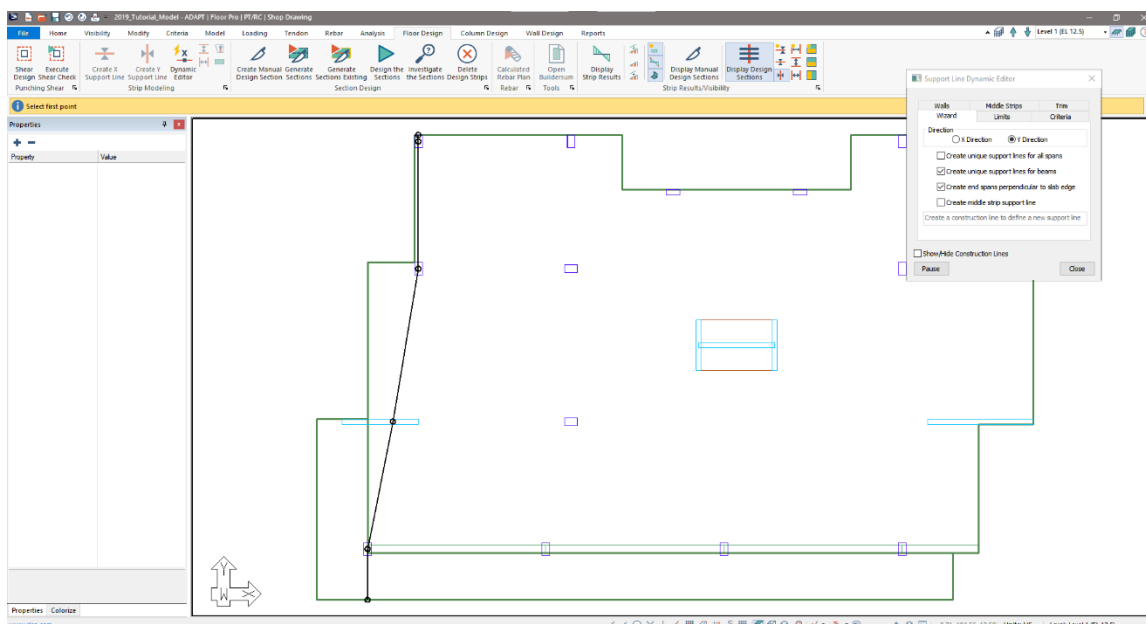 2019_Tutorial_Model - ADAPT | Floor Pro | PT/RC | Shop Drawing
File Home Visibility Modify Criteria Model Loading Tendon Rebar Analysis Floor Design Column Design Wall Design Reports
Level 1 (EL 12.5)
Shear Execute Create X Create Y Dynamic Create Manual Generate Generate Design the Investigate Delete Calculated Open Display Display Manual Display Design
Design Shear Check Support Line Support Line Editor Design Section Sections Sections Existing Sections the Sections Design Strips Rebar Plan Buildersum Strip Results Design Sections Sections
Punching Shear Strip Modeling Section Design Rebar Tools Strip Results/Visibility
Select first point
Properties
Property Value
Support Line Dynamic Editor
Walls Middle Strips Trim
Wizard Limits Criteria
Direction
X Direction Y Direction
Create unique support lines for all spans
Create unique support lines for beams
Create end spans perpendicular to slab edge
Create middle strip support line
Create a construction line to define a new support line
Show/Hide Construction Lines
Pause Close
Y
W X
Properties Colorize